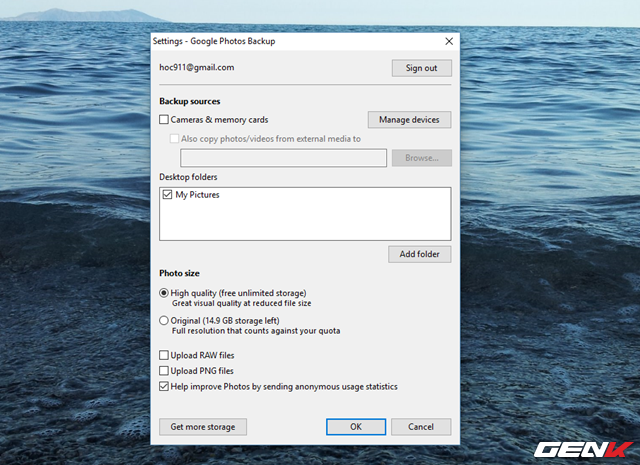 Settings - Google Photos Backup
hoc911@gmail.com
Sign out
Backup sources
Cameras & memory cards
Manage devices
Also copy photos/videos from external media to
Browse...
Desktop folders
My Pictures
Add folder
Photo size
High quality (free unlimited storage)
Great visual quality at reduced file size
Original (14.9 GB storage left)
Full resolution that counts against your quota
Upload RAW files
Upload PNG files
Help improve Photos by sending anonymous usage statistics
Get more storage
OK
Cancel
GENK